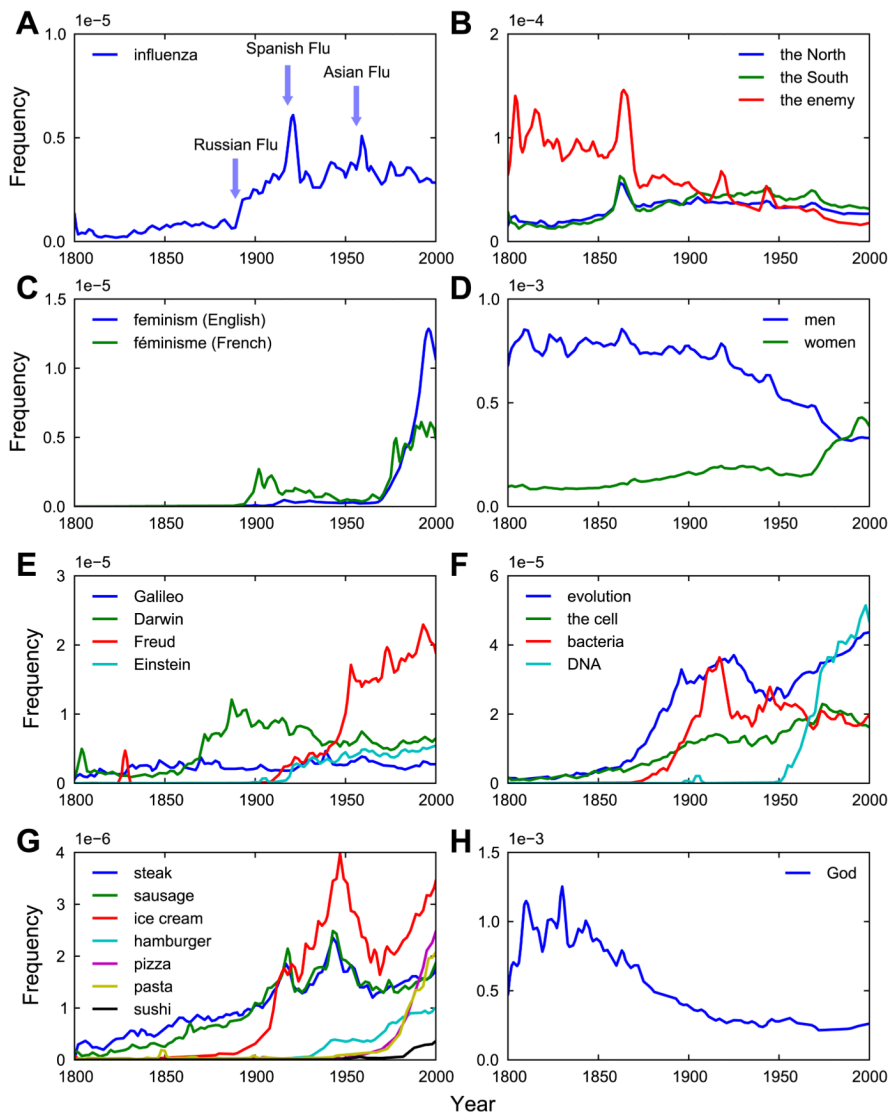 A
1e−5
1.0
0.5
0.0
Frequency
influenza
Spanish Flu
Asian Flu
Russian Flu
1800 1850 1900 1950 2000
B
1e−4
2
1
0
the North
the South
the enemy
1800 1850 1900 1950 2000
C
1e−5
1.5
1.0
0.5
0.0
Frequency
feminism (English)
féminisme (French)
1800 1850 1910 1950 2000
D
1e−3
1.0
0.5
0.0
men
women
1800 1850 1900 1950 2000
E
1e−5
3
2
1
0
Frequency
Galileo
Darwin
Freud
Einstein
1800 1850 1900 1950 2000
F
1e−5
6
4
2
0
evolution
the cell
bacteria
DNA
1800 1850 1900 1950 2000
G
1e−6
4
3
2
1
0
Frequency
steak
sausage
ice cream
hamburger
pizza
pasta
sushi
1800 1850 1900 1950 2000
H
1e−3
1.5
1.0
0.5
0.0
God
1800 1850 1900 1950 2000
Year